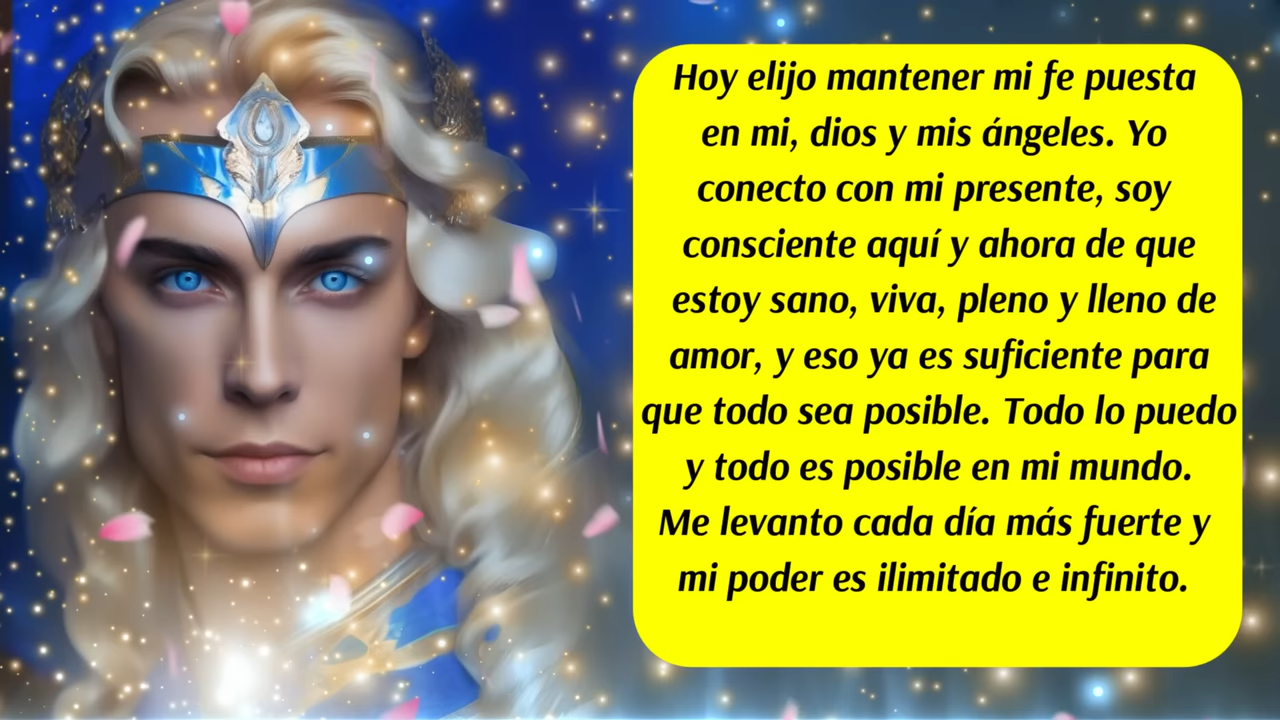 Hoy elijo mantener mi fe puesta
en mi, dios y mis ángeles. Yo
conecto con mi presente, soy
consciente aquí y ahora de que
estoy sano, viva, pleno y lleno de
amor, y eso ya es suficiente para
que todo sea posible. Todo lo puedo
y todo es posible en mi mundo.
Me levanto cada día más fuerte y
mi poder es ilimitado e infinito.